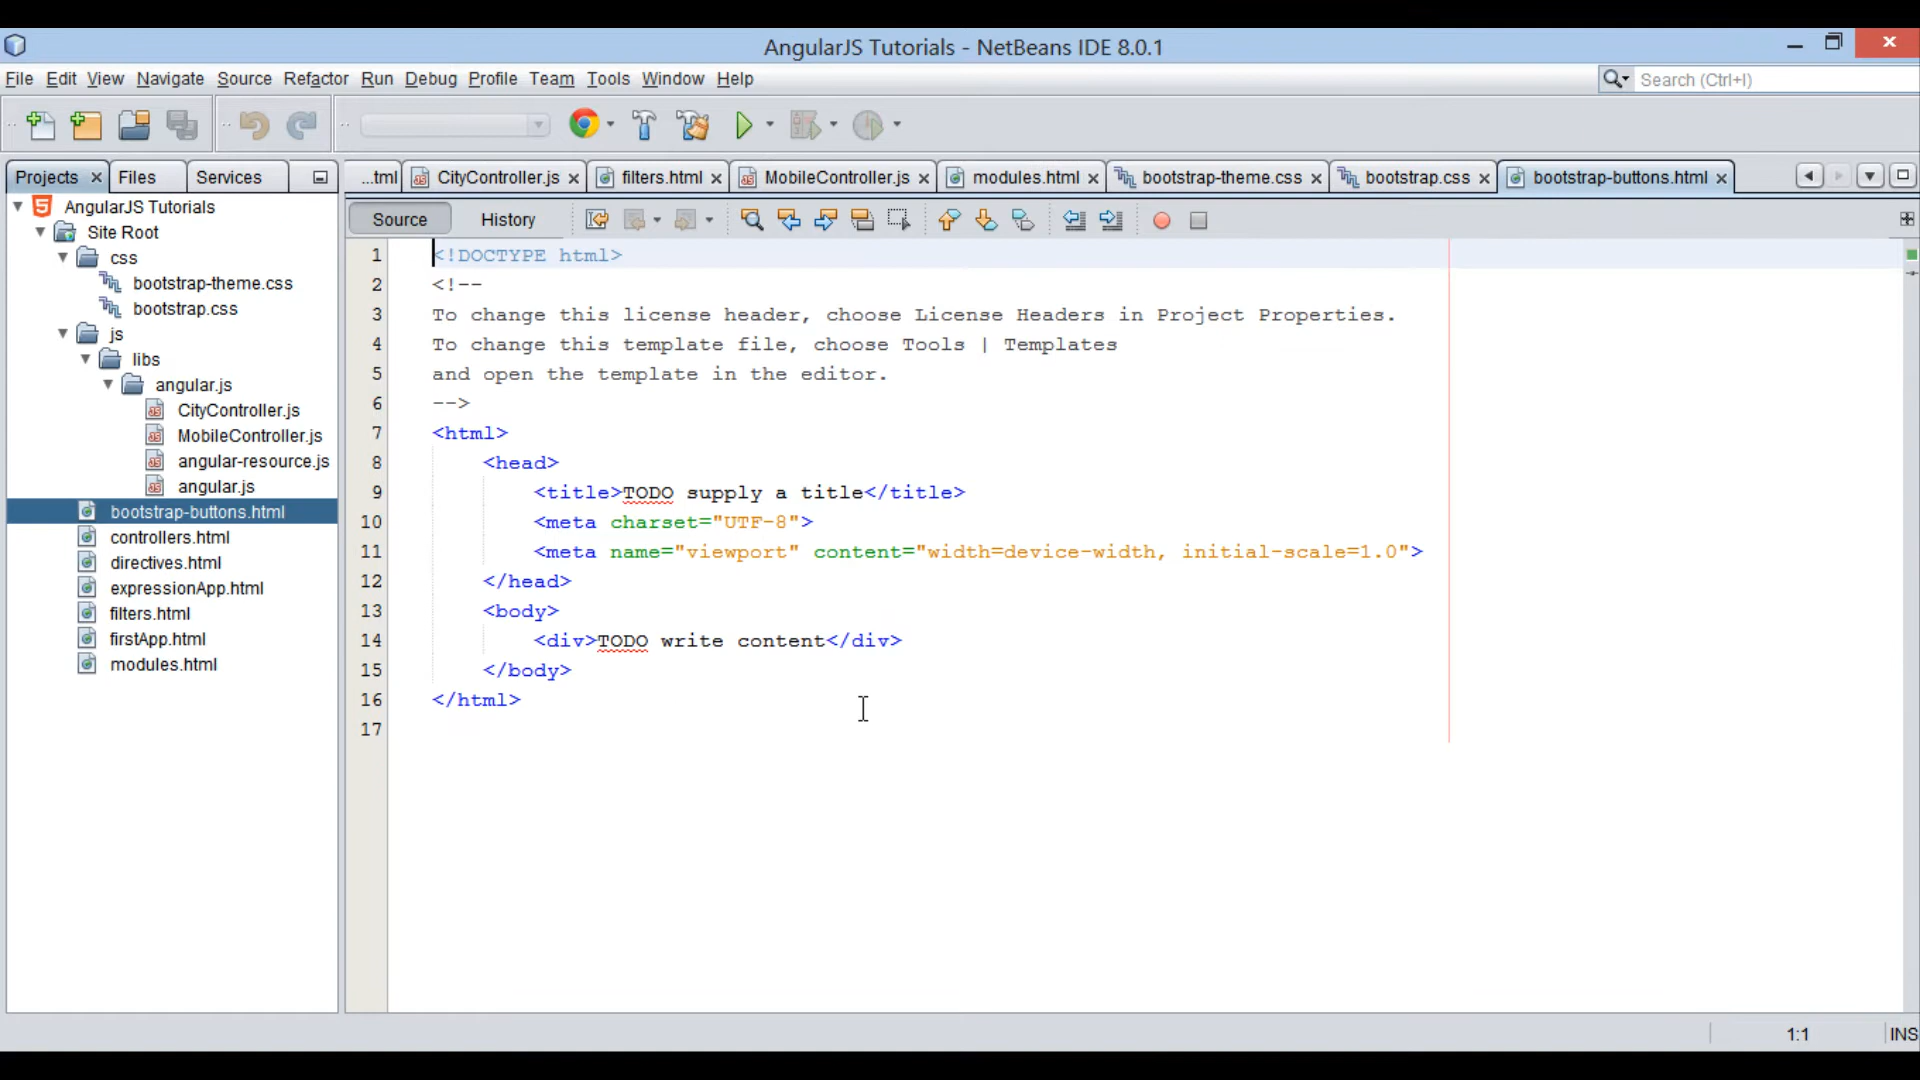 AngularJS Tutorials - NetBeans IDE 8.0.1
File Edit View Navigate Source Refactor Run Debug Profile Team Tools Window Help
Search (Ctrl+I)
Projects Files Services
...tml CityController.js filters.html MobileController.js modules.html bootstrap-theme.css bootstrap.css bootstrap-buttons.html
Source History
AngularJS Tutorials
Site Root
css
bootstrap-theme.css
bootstrap.css
js
libs
angular.js
CityController.js
MobileController.js
angular-resource.js
angular.js
bootstrap-buttons.html
controllers.html
directives.html
expressionApp.html
filters.html
firstApp.html
modules.html
1 <!DOCTYPE html>
2 <!--
3 To change this license header, choose License Headers in Project Properties.
4 To change this template file, choose Tools | Templates
5 and open the template in the editor.
6 -->
7 <html>
8 <head>
9 <title>TODO supply a title</title>
10 <meta charset="UTF-8">
11 <meta name="viewport" content="width=device-width, initial-scale=1.0">
12 </head>
13 <body>
14 <div>TODO write content</div>
15 </body>
16 </html>
17
1:1 INS